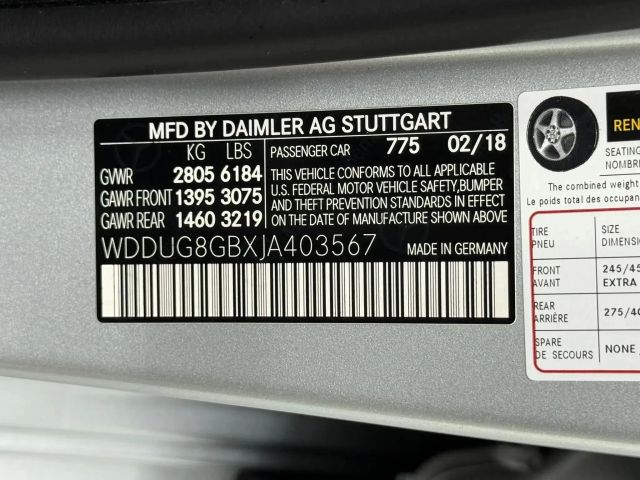 MFD BY DAIMLER AG STUTTGART
KG LBS PASSENGER CAR 775 02/18
GVWR 2805 6184
GAWR FRONT 1395 3075
GAWR REAR 1460 3219
THIS VEHICLE CONFORMS TO ALL APPLICABLE
U.S. FEDERAL MOTOR VEHICLE SAFETY, BUMPER
AND THEFT PREVENTION STANDARDS IN EFFECT
ON THE DATE OF MANUFACTURE SHOWN ABOVE.
WDDUG8GBXJA403567 MADE IN GERMANY
SEATING
NOMBRE
The combined weight
Le poids total des occupa
TIRE SIZE
PNEU DIMENSI
FRONT 245/45
AVANT EXTRA
REAR 275/40
ARRIÈRE
SPARE NONE
DE SECOURS